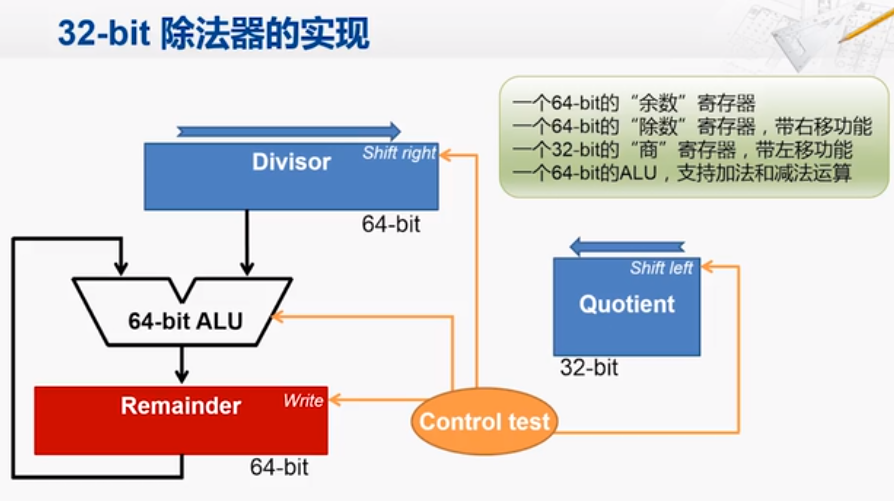 32-bit 除法器的实现
一个64-bit的“余数”寄存器
一个64-bit的“除数”寄存器，带右移功能
一个32-bit的“商”寄存器，带左移功能
一个64-bit的ALU，支持加法和减法运算
Divisor
Shift right
64-bit
Shift left
Quotient
32-bit
64-bit ALU
Remainder
Write
64-bit
Control test